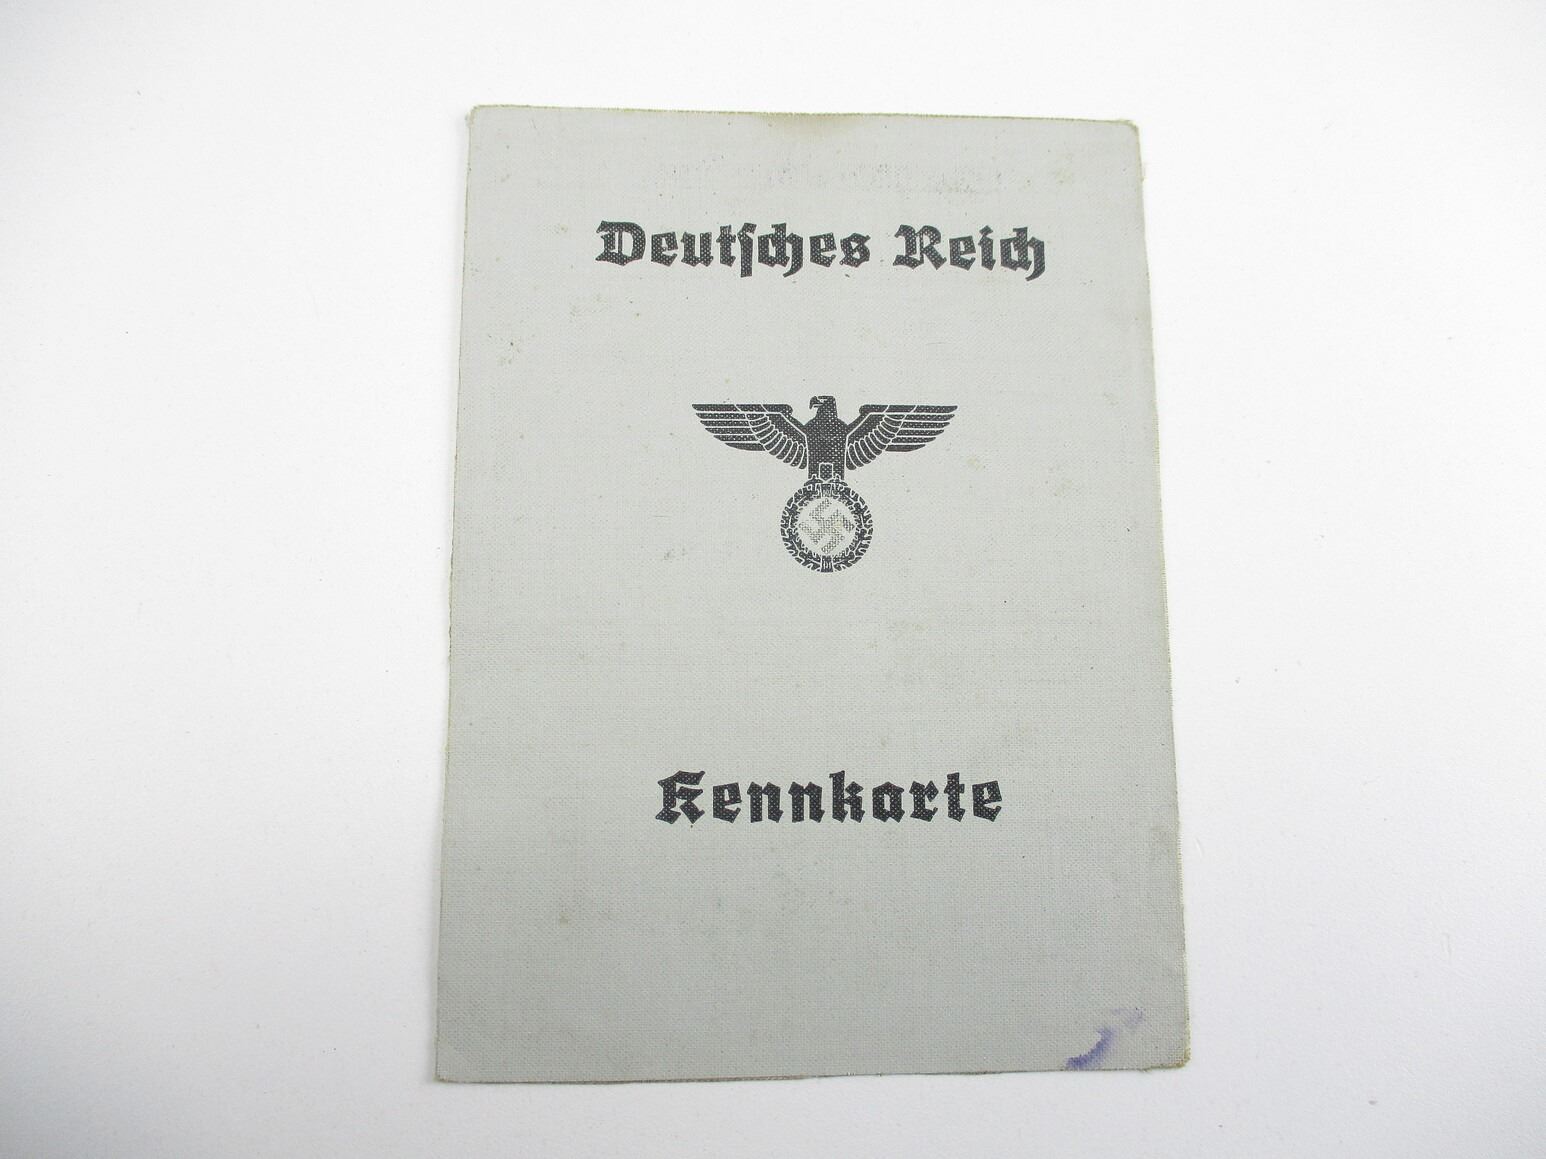 Deutſches Reich
Kennkarte